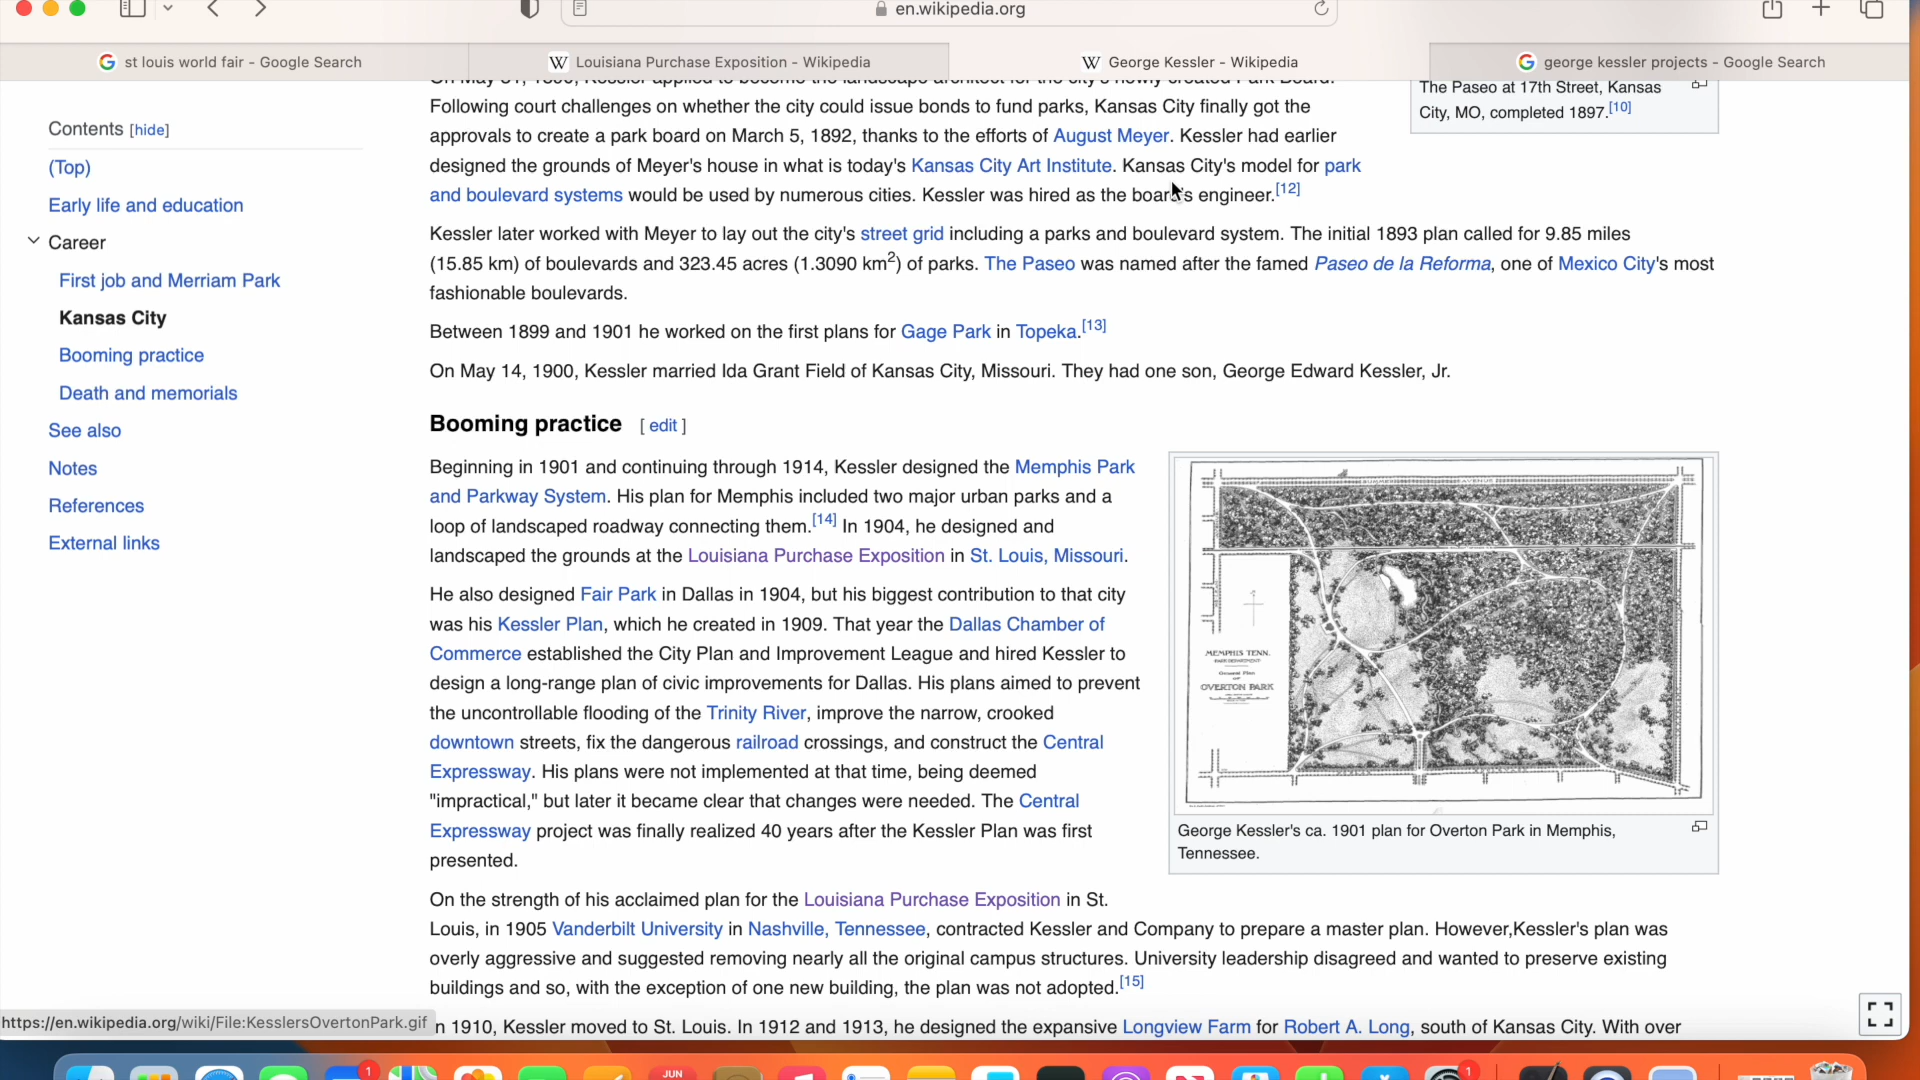 en.wikipedia.org
st louis world fair - Google Search
Louisiana Purchase Exposition - Wikipedia
George Kessler - Wikipedia
george kessler projects - Google Search
Contents [hide]
(Top)
Early life and education
Career
First job and Merriam Park
Kansas City
Booming practice
Death and memorials
See also
Notes
References
External links
On May 31, 1890, Kessler applied to become the landscape architect for the city's newly created Park Board.
Following court challenges on whether the city could issue bonds to fund parks, Kansas City finally got the
approvals to create a park board on March 5, 1892, thanks to the efforts of August Meyer. Kessler had earlier
designed the grounds of Meyer's house in what is today's Kansas City Art Institute. Kansas City's model for park
and boulevard systems would be used by numerous cities. Kessler was hired as the board's engineer.[12]
The Paseo at 17th Street, Kansas
City, MO, completed 1897.[10]
Kessler later worked with Meyer to lay out the city's street grid including a parks and boulevard system. The initial 1893 plan called for 9.85 miles
(15.85 km) of boulevards and 323.45 acres (1.3090 km2) of parks. The Paseo was named after the famed Paseo de la Reforma, one of Mexico City's most
fashionable boulevards.
Between 1899 and 1901 he worked on the first plans for Gage Park in Topeka.[13]
On May 14, 1900, Kessler married Ida Grant Field of Kansas City, Missouri. They had one son, George Edward Kessler, Jr.
Booming practice [ edit ]
Beginning in 1901 and continuing through 1914, Kessler designed the Memphis Park
and Parkway System. His plan for Memphis included two major urban parks and a
loop of landscaped roadway connecting them.[14] In 1904, he designed and
landscaped the grounds at the Louisiana Purchase Exposition in St. Louis, Missouri.
He also designed Fair Park in Dallas in 1904, but his biggest contribution to that city
was his Kessler Plan, which he created in 1909. That year the Dallas Chamber of
Commerce established the City Plan and Improvement League and hired Kessler to
design a long-range plan of civic improvements for Dallas. His plans aimed to prevent
the uncontrollable flooding of the Trinity River, improve the narrow, crooked
downtown streets, fix the dangerous railroad crossings, and construct the Central
Expressway. His plans were not implemented at that time, being deemed
"impractical," but later it became clear that changes were needed. The Central
Expressway project was finally realized 40 years after the Kessler Plan was first
presented.
MEMPHIS TENN.
PARK DEPARTMENT
General Plan
OF
OVERTON PARK
George Kessler's ca. 1901 plan for Overton Park in Memphis,
Tennessee.
On the strength of his acclaimed plan for the Louisiana Purchase Exposition in St.
Louis, in 1905 Vanderbilt University in Nashville, Tennessee, contracted Kessler and Company to prepare a master plan. However,Kessler's plan was
overly aggressive and suggested removing nearly all the original campus structures. University leadership disagreed and wanted to preserve existing
buildings and so, with the exception of one new building, the plan was not adopted.[15]
n 1910, Kessler moved to St. Louis. In 1912 and 1913, he designed the expansive Longview Farm for Robert A. Long, south of Kansas City. With over
https://en.wikipedia.org/wiki/File:KesslersOvertonPark.gif
1
JUN
1